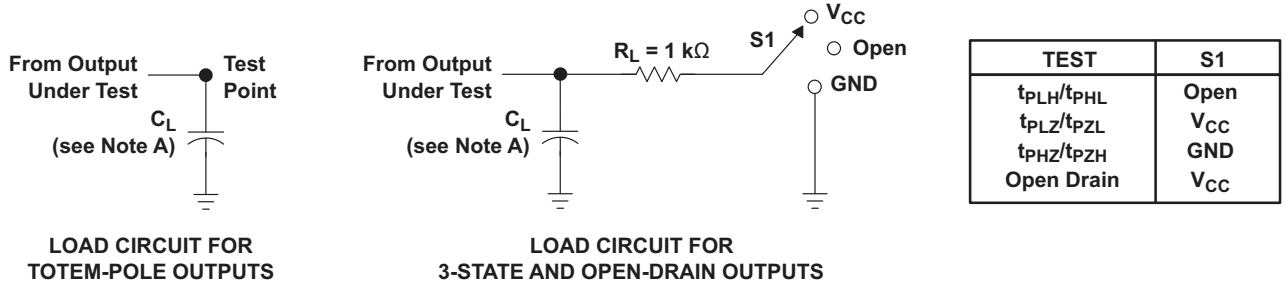 From Output
Under Test
Test
Point
C_L
(see Note A)
LOAD CIRCUIT FOR
TOTEM-POLE OUTPUTS
From Output
Under Test
R_L = 1 kΩ
S1
V_CC
Open
GND
C_L
(see Note A)
LOAD CIRCUIT FOR
3-STATE AND OPEN-DRAIN OUTPUTS
TEST S1
t_PLH/t_PHL Open
t_PLZ/t_PZL V_CC
t_PHZ/t_PZH GND
Open Drain V_CC